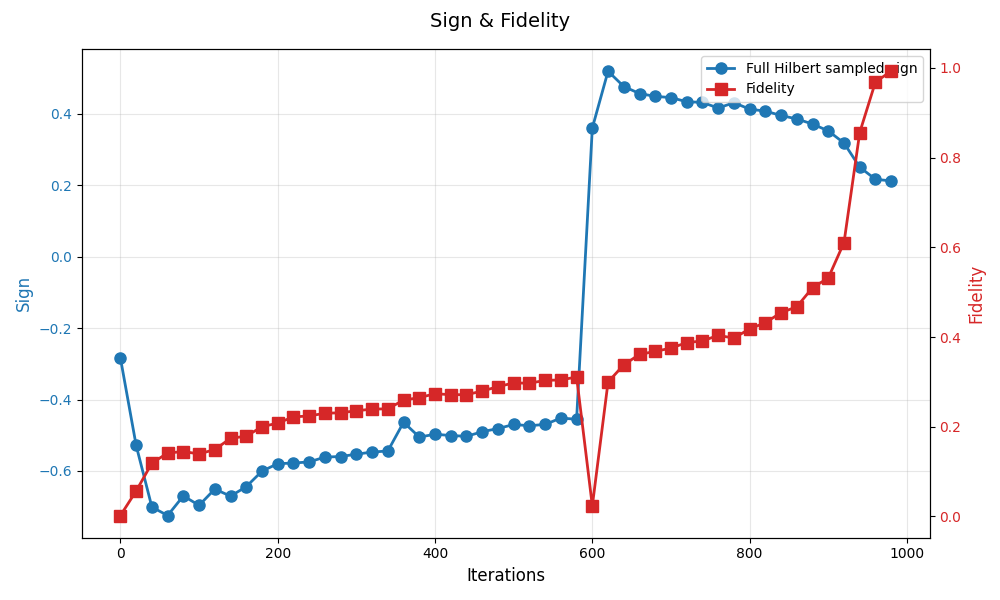 Sign & Fidelity
Full Hilbert sampled sign
Fidelity
Sign
0.4
0.2
0.0
−0.2
−0.4
−0.6
1.0
0.8
0.6
0.4
0.2
0.0
Fidelity
0 200 400 600 800 1000
Iterations